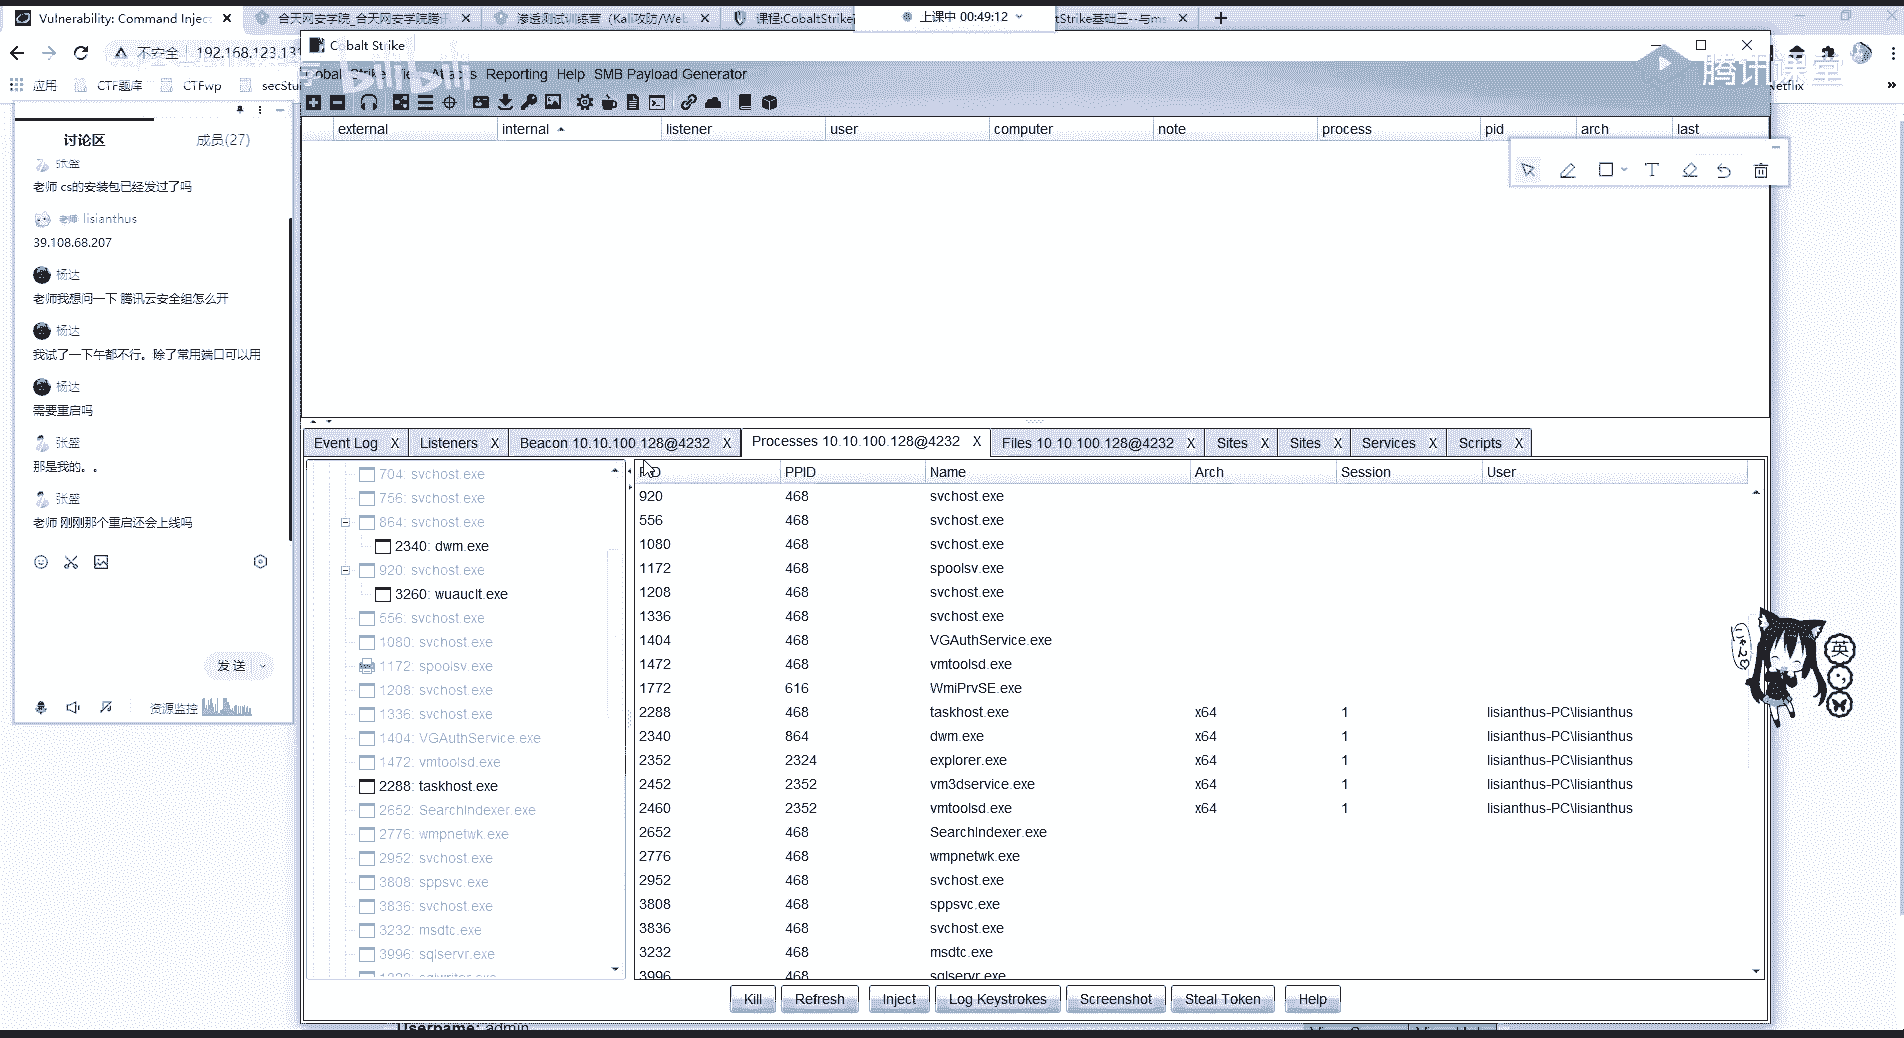 Vulnerability: Command Inject
合天网安学院_合天网安学院腾讯
渗透测试训练营（Kali攻防/Web
课程:CobaltStrike
上课中 00:49:12
tStrike基础三--与ms
不安全
192.168.123.131
应用
CTF题库
CTFwp
secStu
Netflix
腾讯课堂
bilibili
讨论区
成员(27)
张罡
老师 cs的安装包已经发过了吗
老师 lisianthus
39.108.68.207
杨达
老师我想问一下 腾讯云安全组怎么开
杨达
我试了一下午都不行。除了常用端口可以用
杨达
需要重启吗
张罡
那是我的。。
张罡
老师 刚刚那个重启还会上线吗
发送
资源监控
Cobalt Strike
Cobalt Strike View Attacks Reporting Help SMB Payload Generator
external internal listener user computer note process pid arch last
Event Log X Listeners X Beacon 10.10.100.128@4232 X Processes 10.10.100.128@4232 X Files 10.10.100.128@4232 X Sites X Sites X Services X Scripts X
704: svchost.exe
756: svchost.exe
864: svchost.exe
2340: dwm.exe
920: svchost.exe
3260: wuauclt.exe
556: svchost.exe
1080: svchost.exe
1172: spoolsv.exe
1208: svchost.exe
1336: svchost.exe
1404: VGAuthService.exe
1472: vmtoolsd.exe
2288: taskhost.exe
2652: SearchIndexer.exe
2776: wmpnetwk.exe
2952: svchost.exe
3808: sppsvc.exe
3836: svchost.exe
3232: msdtc.exe
3996: sqlservr.exe
PID PPID Name Arch Session User
920 468 svchost.exe
556 468 svchost.exe
1080 468 svchost.exe
1172 468 spoolsv.exe
1208 468 svchost.exe
1336 468 svchost.exe
1404 468 VGAuthService.exe
1472 468 vmtoolsd.exe
1772 616 WmiPrvSE.exe
2288 468 taskhost.exe x64 1 lisianthus-PC\lisianthus
2340 864 dwm.exe x64 1 lisianthus-PC\lisianthus
2352 2324 explorer.exe x64 1 lisianthus-PC\lisianthus
2452 2352 vm3dservice.exe x64 1 lisianthus-PC\lisianthus
2460 2352 vmtoolsd.exe x64 1 lisianthus-PC\lisianthus
2652 468 SearchIndexer.exe
2776 468 wmpnetwk.exe
2952 468 svchost.exe
3808 468 sppsvc.exe
3836 468 svchost.exe
3232 468 msdtc.exe
3996 468 sqlservr.exe
Kill Refresh Inject Log Keystrokes Screenshot Steal Token Help
Username: admin
英